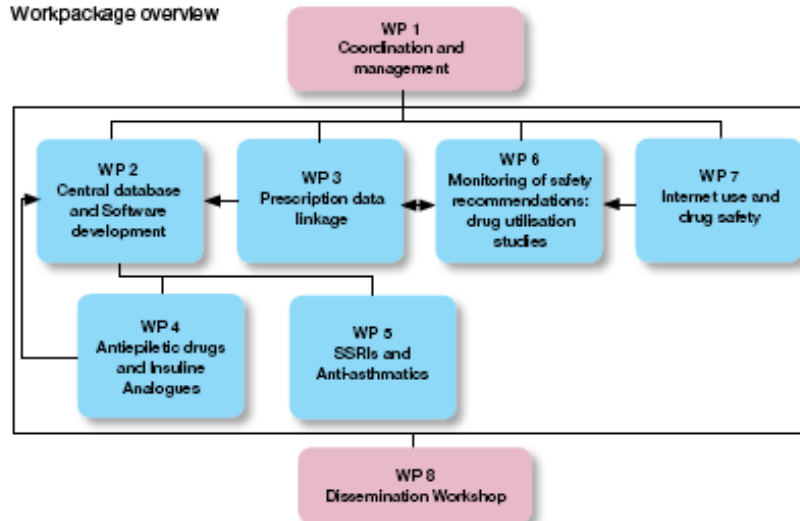 Workpackage overview
WP 1
Coordination and
management
WP 2
Central database
and Software
development
WP 3
Prescription data
linkage
WP 6
Monitoring of safety
recommendations:
drug utilisation
studies
WP 7
Internet use and
drug safety
WP 4
Antiepiletic drugs
and Insuline
Analogues
WP 5
SSRIs and
Anti-asthmatics
WP 8
Dissemination Workshop